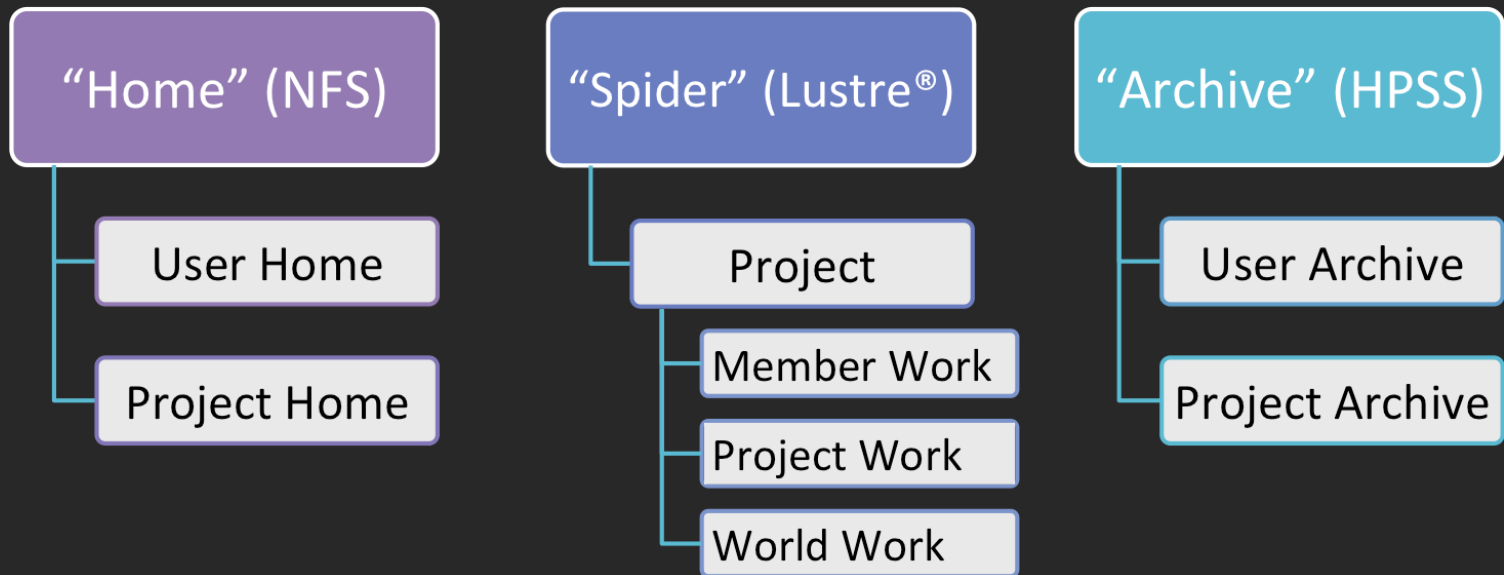 “Home” (NFS)
User Home
Project Home
“Spider” (Lustre®)
Project
Member Work
Project Work
World Work
“Archive” (HPSS)
User Archive
Project Archive